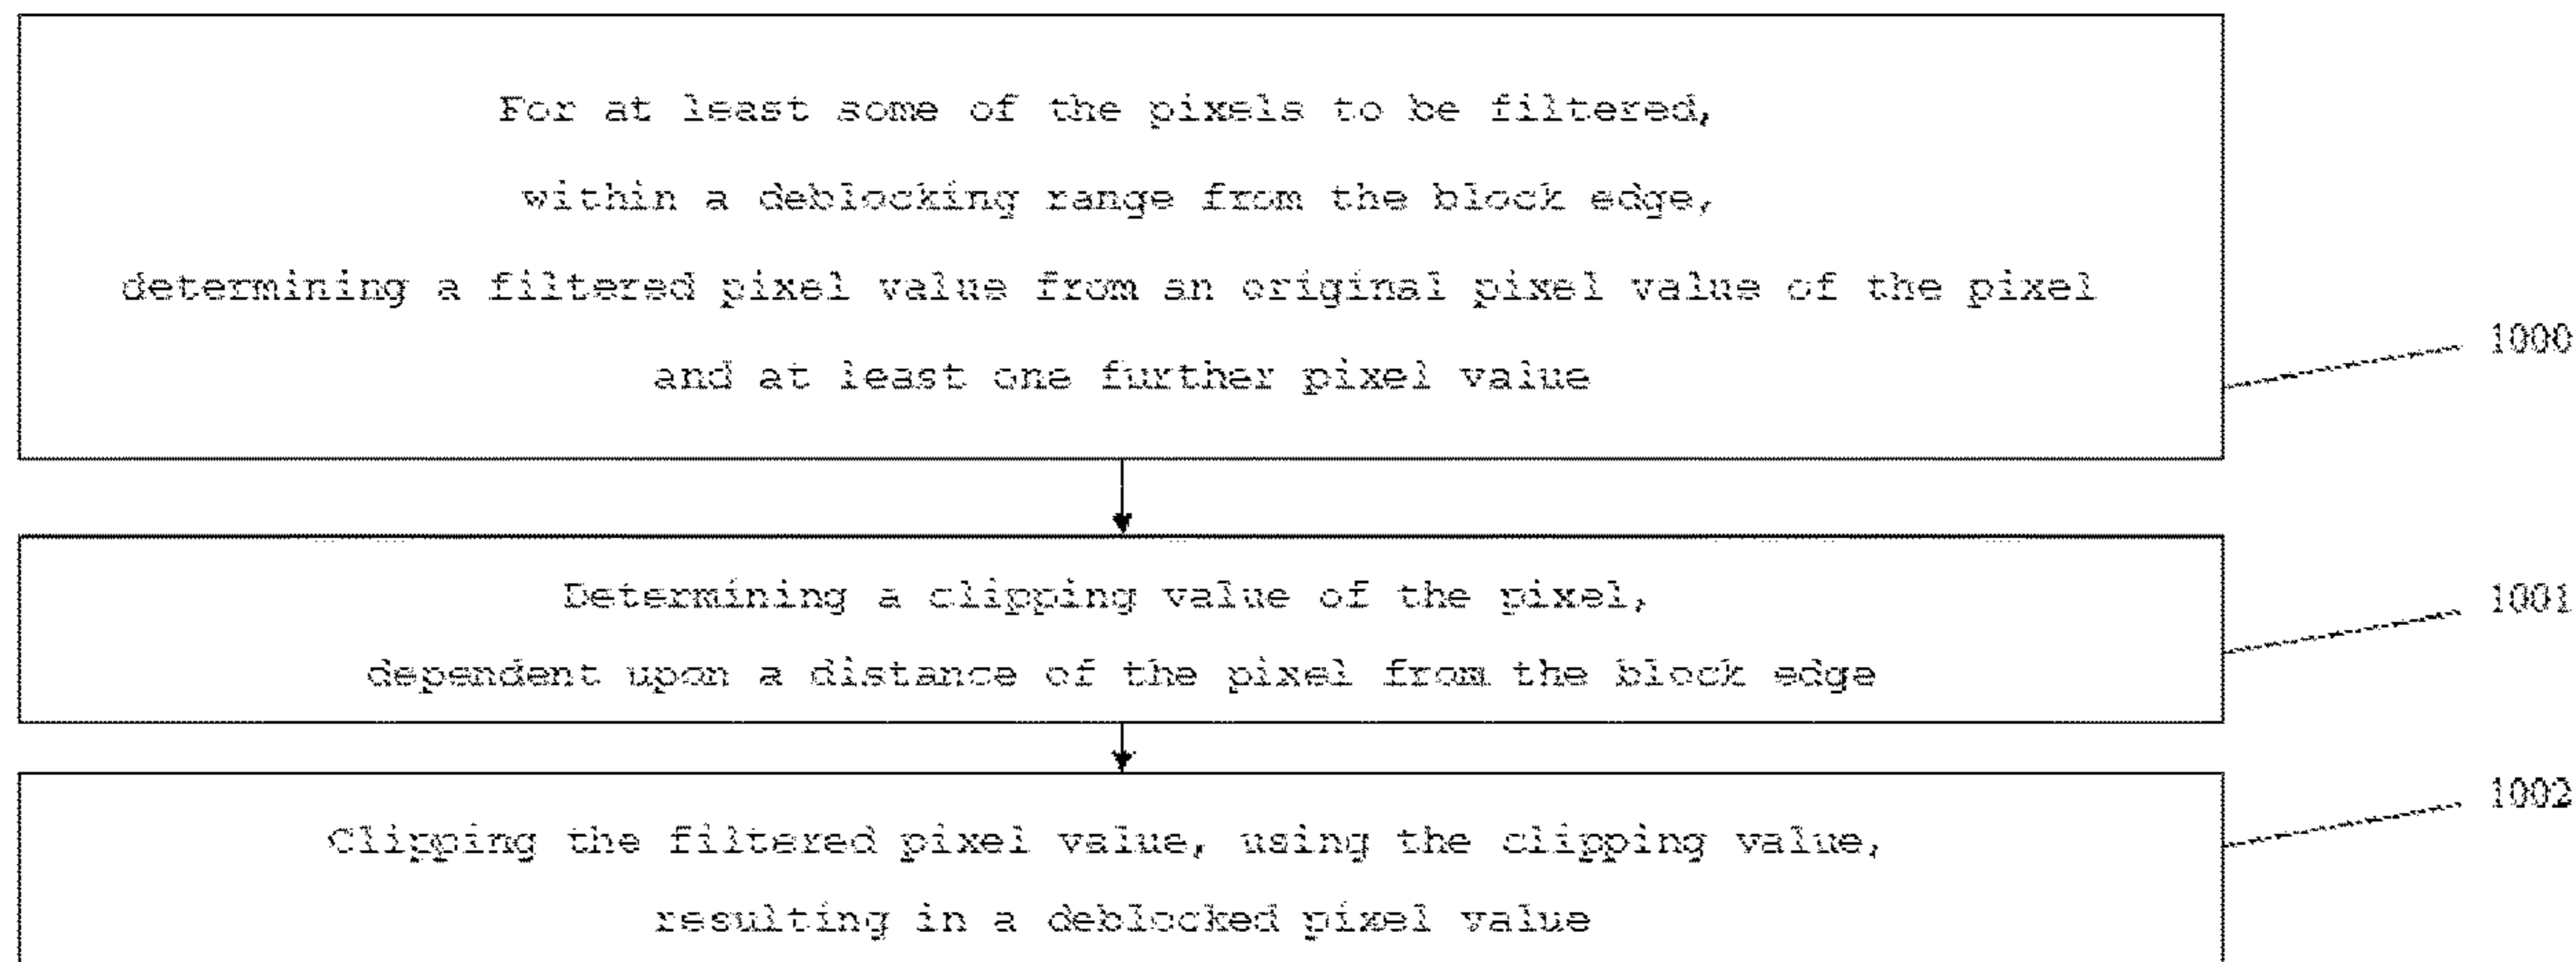 For at least some of the pixels to be filtered,
within a deblocking range from the block edge,
determining a filtered pixel value from an original pixel value of the pixel
and at least one further pixel value
1000
Determining a clipping value of the pixel,
dependent upon a distance of the pixel from the block edge
1001
Clipping the filtered pixel value, using the clipping value,
resulting in a deblocked pixel value
1002